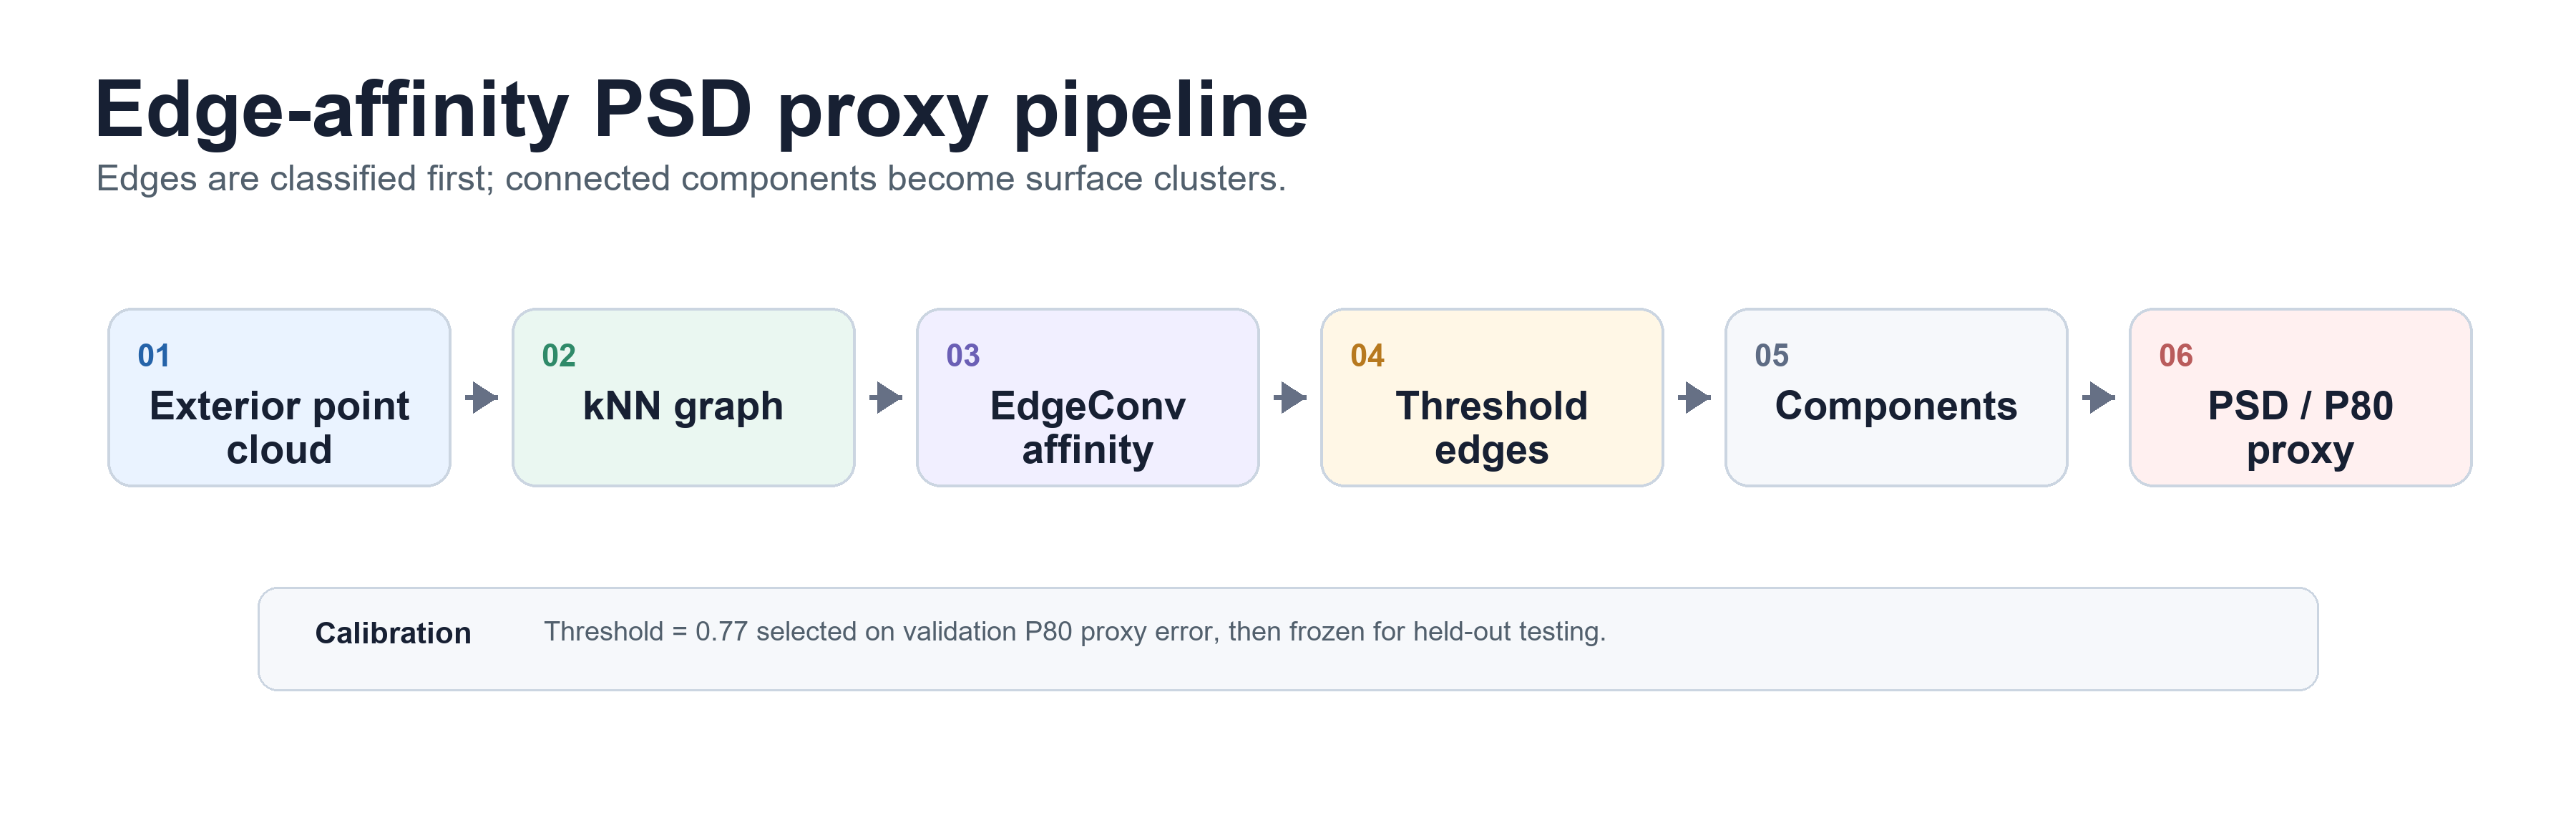 Edge-affinity PSD proxy pipeline
Edges are classified first; connected components become surface clusters.
01
Exterior point
cloud
02
kNN graph
03
EdgeConv
affinity
04
Threshold
edges
05
Components
06
PSD / P80
proxy
Calibration
Threshold = 0.77 selected on validation P80 proxy error, then frozen for held-out testing.